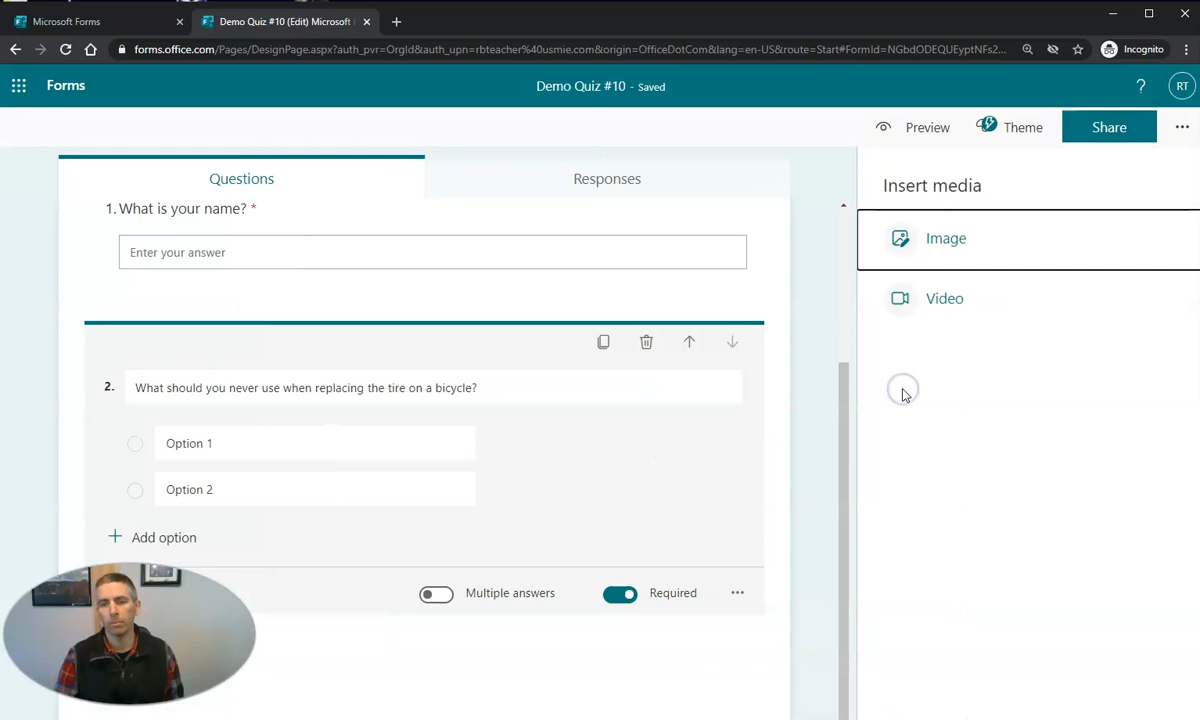 Microsoft Forms
Demo Quiz #10 (Edit) Microsoft
forms.office.com/Pages/DesignPage.aspx?auth_pvr=OrgId&auth_upn=rbteacher%40usmie.com&origin=OfficeDotCom&lang=en-US&route=Start#FormId=NGbdODEQUEyptNFs2...
Incognito
Forms
Demo Quiz #10 - Saved
?
RT
Preview
Theme
Share
Questions
Responses
Insert media
1. What is your name? *
Enter your answer
Image
Video
2. What should you never use when replacing the tire on a bicycle?
Option 1
Option 2
+ Add option
Multiple answers
Required